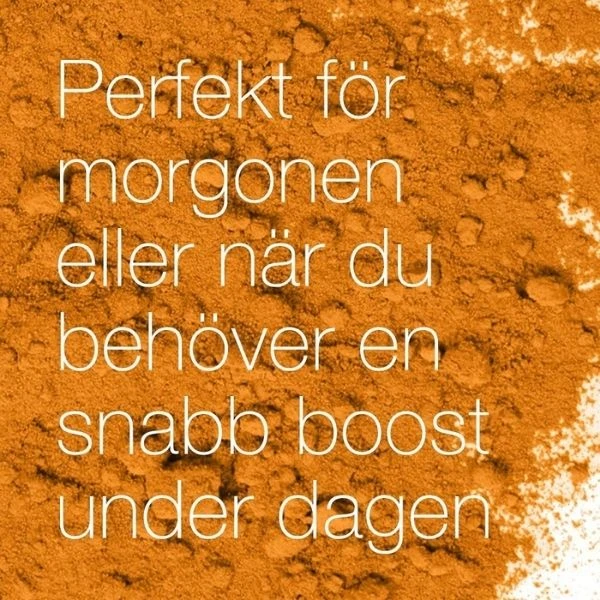 Perfekt för
morgonen
eller när du
behöver en
snabb boost
under dagen